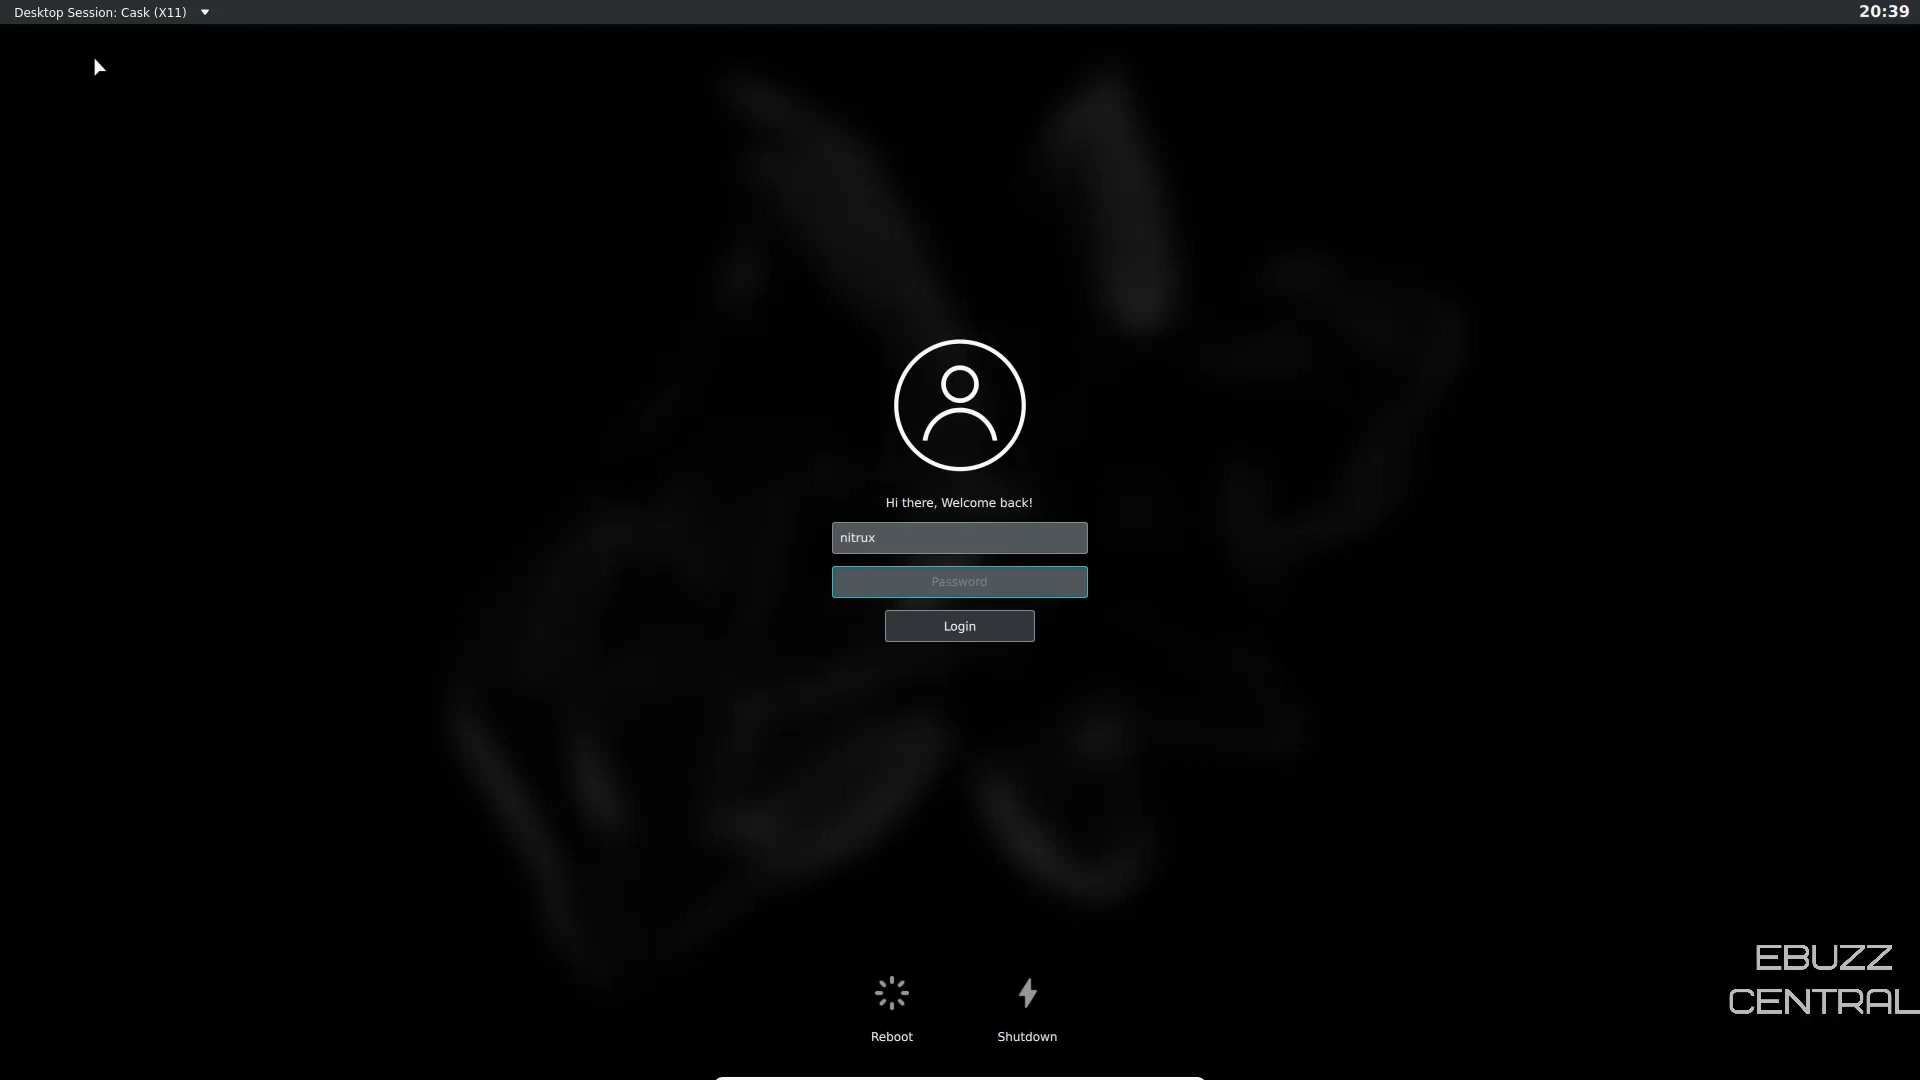 Desktop Session: Cask (X11)
20:39
Hi there, Welcome back!
nitrux
Password
Login
Reboot
Shutdown
EBUZZ
CENTRAL